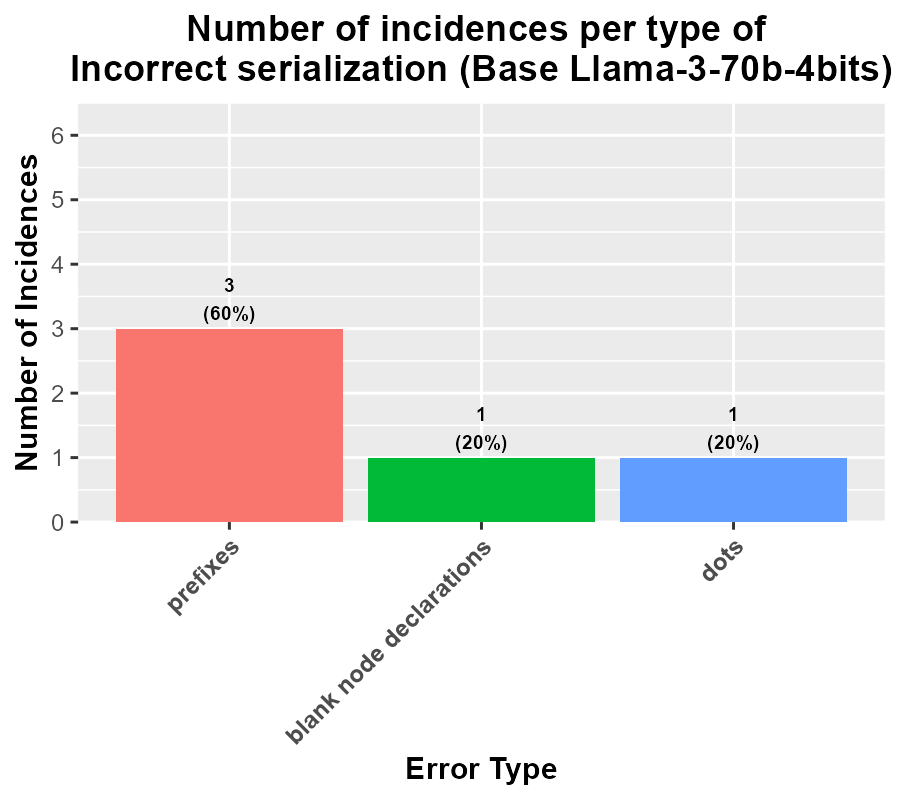 Number of incidences per type of
Incorrect serialization (Base Llama-3-70b-4bits)
Number of Incidences
6
5
4
3
2
1
0
3
(60%)
1
(20%)
1
(20%)
prefixes
blank node declarations
dots
Error Type